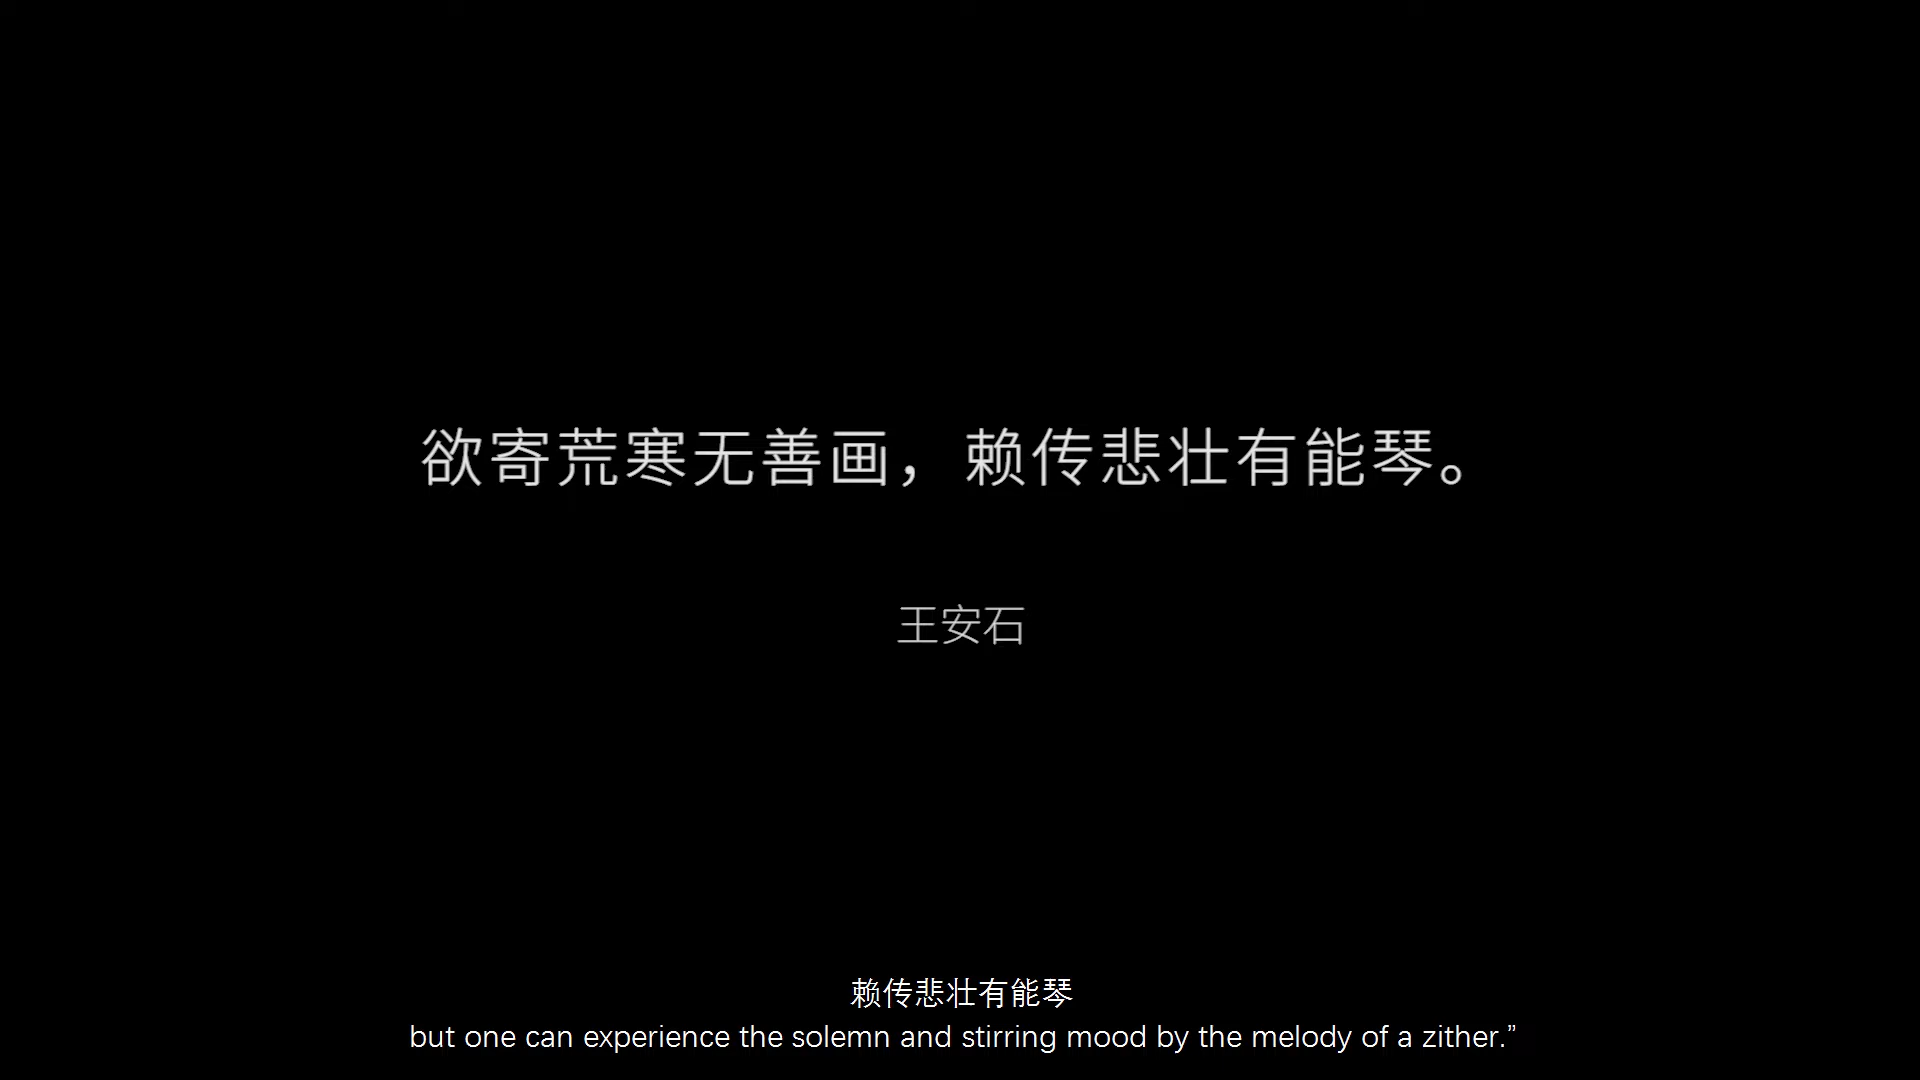 欲寄荒寒无善画，赖传悲壮有能琴。
王安石
赖传悲壮有能琴
but one can experience the solemn and stirring mood by the melody of a zither.”